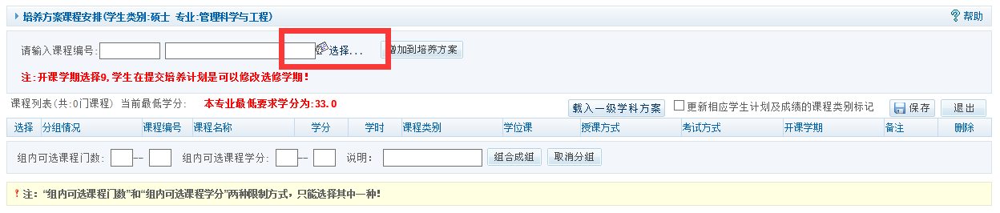 培养方案课程安排(学生类别:硕士 专业:管理科学与工程) 帮助
请输入课程编号: 选择... 增加到培养方案
注:开课学期选择9,学生在提交培养计划是可以修改选修学期!
课程列表(共:0门课程) 当前最低学分: 本专业最低要求学分为:33.0 载入一级学科方案 更新相应学生计划及成绩的课程类别标记 保存 退出
选择 分组情况 课程编号 课程名称 学分 学时 课程类别 学位课 授课方式 考试方式 开课学期 备注 删除
组内可选课程门数: -- 组内可选课程学分: -- 说明: 组合成组 取消分组
注:“组内可选课程门数”和“组内可选课程学分”两种限制方式,只能选择其中一种!